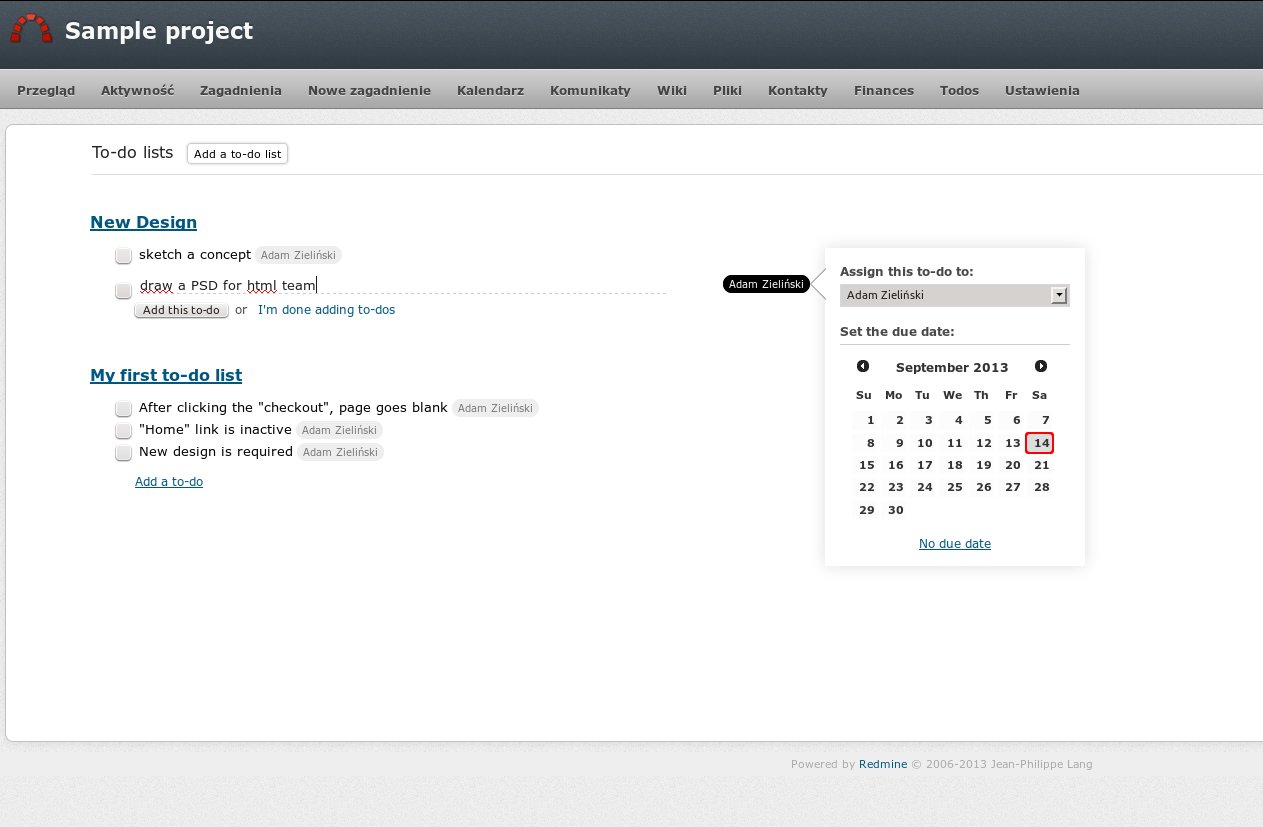 Sample project
Przegląd Aktywność Zagadnienia Nowe zagadnienie Kalendarz Komunikaty Wiki Pliki Kontakty Finances Todos Ustawienia
To-do lists Add a to-do list
New Design
sketch a concept Adam Zieliński
draw a PSD for html team
Add this to-do or I'm done adding to-dos
My first to-do list
After clicking the "checkout", page goes blank Adam Zieliński
"Home" link is inactive Adam Zieliński
New design is required Adam Zieliński
Add a to-do
Adam Zieliński
Assign this to-do to:
Adam Zieliński
Set the due date:
September 2013
Su Mo Tu We Th Fr Sa
1 2 3 4 5 6 7
8 9 10 11 12 13 14
15 16 17 18 19 20 21
22 23 24 25 26 27 28
29 30
No due date
Powered by Redmine © 2006-2013 Jean-Philippe Lang